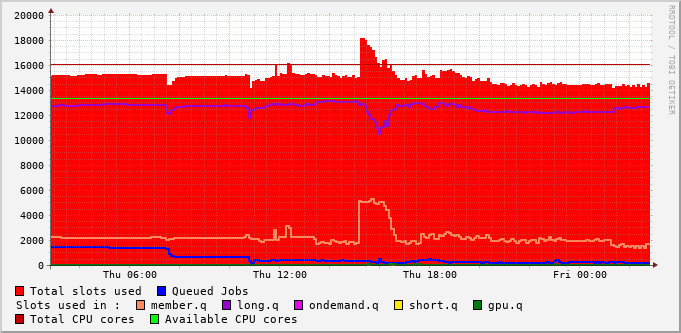 20000
18000
16000
14000
12000
10000
8000
6000
4000
2000
0
Thu 06:00 Thu 12:00 Thu 18:00 Fri 00:00
RRDTOOL / TOBI OETIKER
Total slots used Queued Jobs
Slots used in : member.q long.q ondemand.q short.q gpu.q
Total CPU cores Available CPU cores